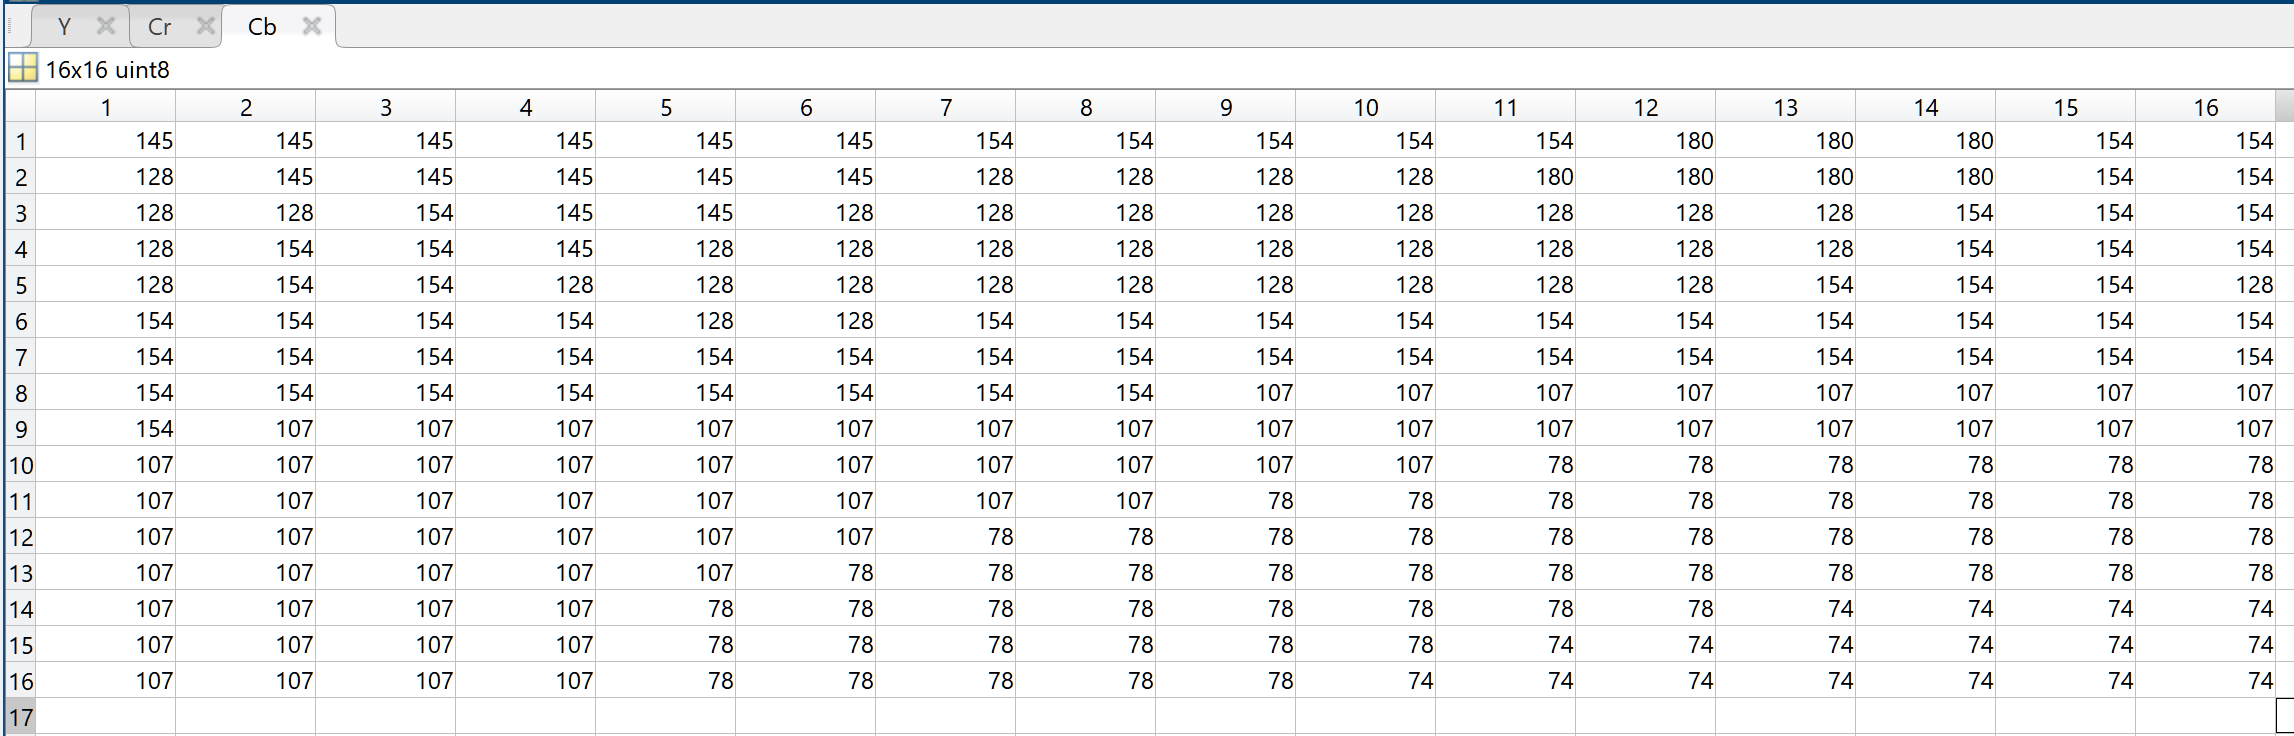 Y Cr Cb
16x16 uint8
1 2 3 4 5 6 7 8 9 10 11 12 13 14 15 16
1 145 145 145 145 145 145 154 154 154 154 154 180 180 180 154 154
2 128 145 145 145 145 145 128 128 128 128 180 180 180 180 154 154
3 128 128 154 145 145 128 128 128 128 128 128 128 128 154 154 154
4 128 154 154 145 128 128 128 128 128 128 128 128 128 154 154 154
5 128 154 154 128 128 128 128 128 128 128 128 128 154 154 154 128
6 154 154 154 154 128 128 154 154 154 154 154 154 154 154 154 154
7 154 154 154 154 154 154 154 154 154 154 154 154 154 154 154 154
8 154 154 154 154 154 154 154 154 107 107 107 107 107 107 107 107
9 154 107 107 107 107 107 107 107 107 107 107 107 107 107 107 107
10 107 107 107 107 107 107 107 107 107 107 78 78 78 78 78 78
11 107 107 107 107 107 107 107 107 78 78 78 78 78 78 78 78
12 107 107 107 107 107 107 78 78 78 78 78 78 78 78 78 78
13 107 107 107 107 107 78 78 78 78 78 78 78 78 78 78 78
14 107 107 107 107 78 78 78 78 78 78 78 78 74 74 74 74
15 107 107 107 107 78 78 78 78 78 78 74 74 74 74 74 74
16 107 107 107 107 78 78 78 78 78 74 74 74 74 74 74 74
17